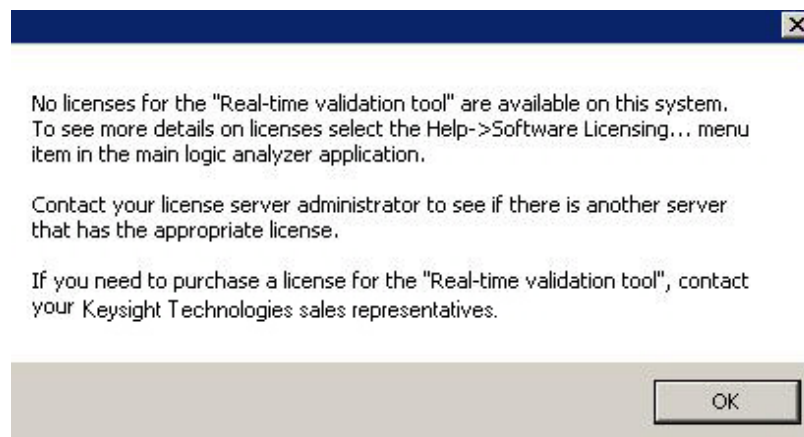 No licenses for the "Real-time validation tool" are available on this system.
To see more details on licenses select the Help->Software Licensing... menu
item in the main logic analyzer application.
Contact your license server administrator to see if there is another server
that has the appropriate license.
If you need to purchase a license for the "Real-time validation tool", contact
your Keysight Technologies sales representatives.
OK